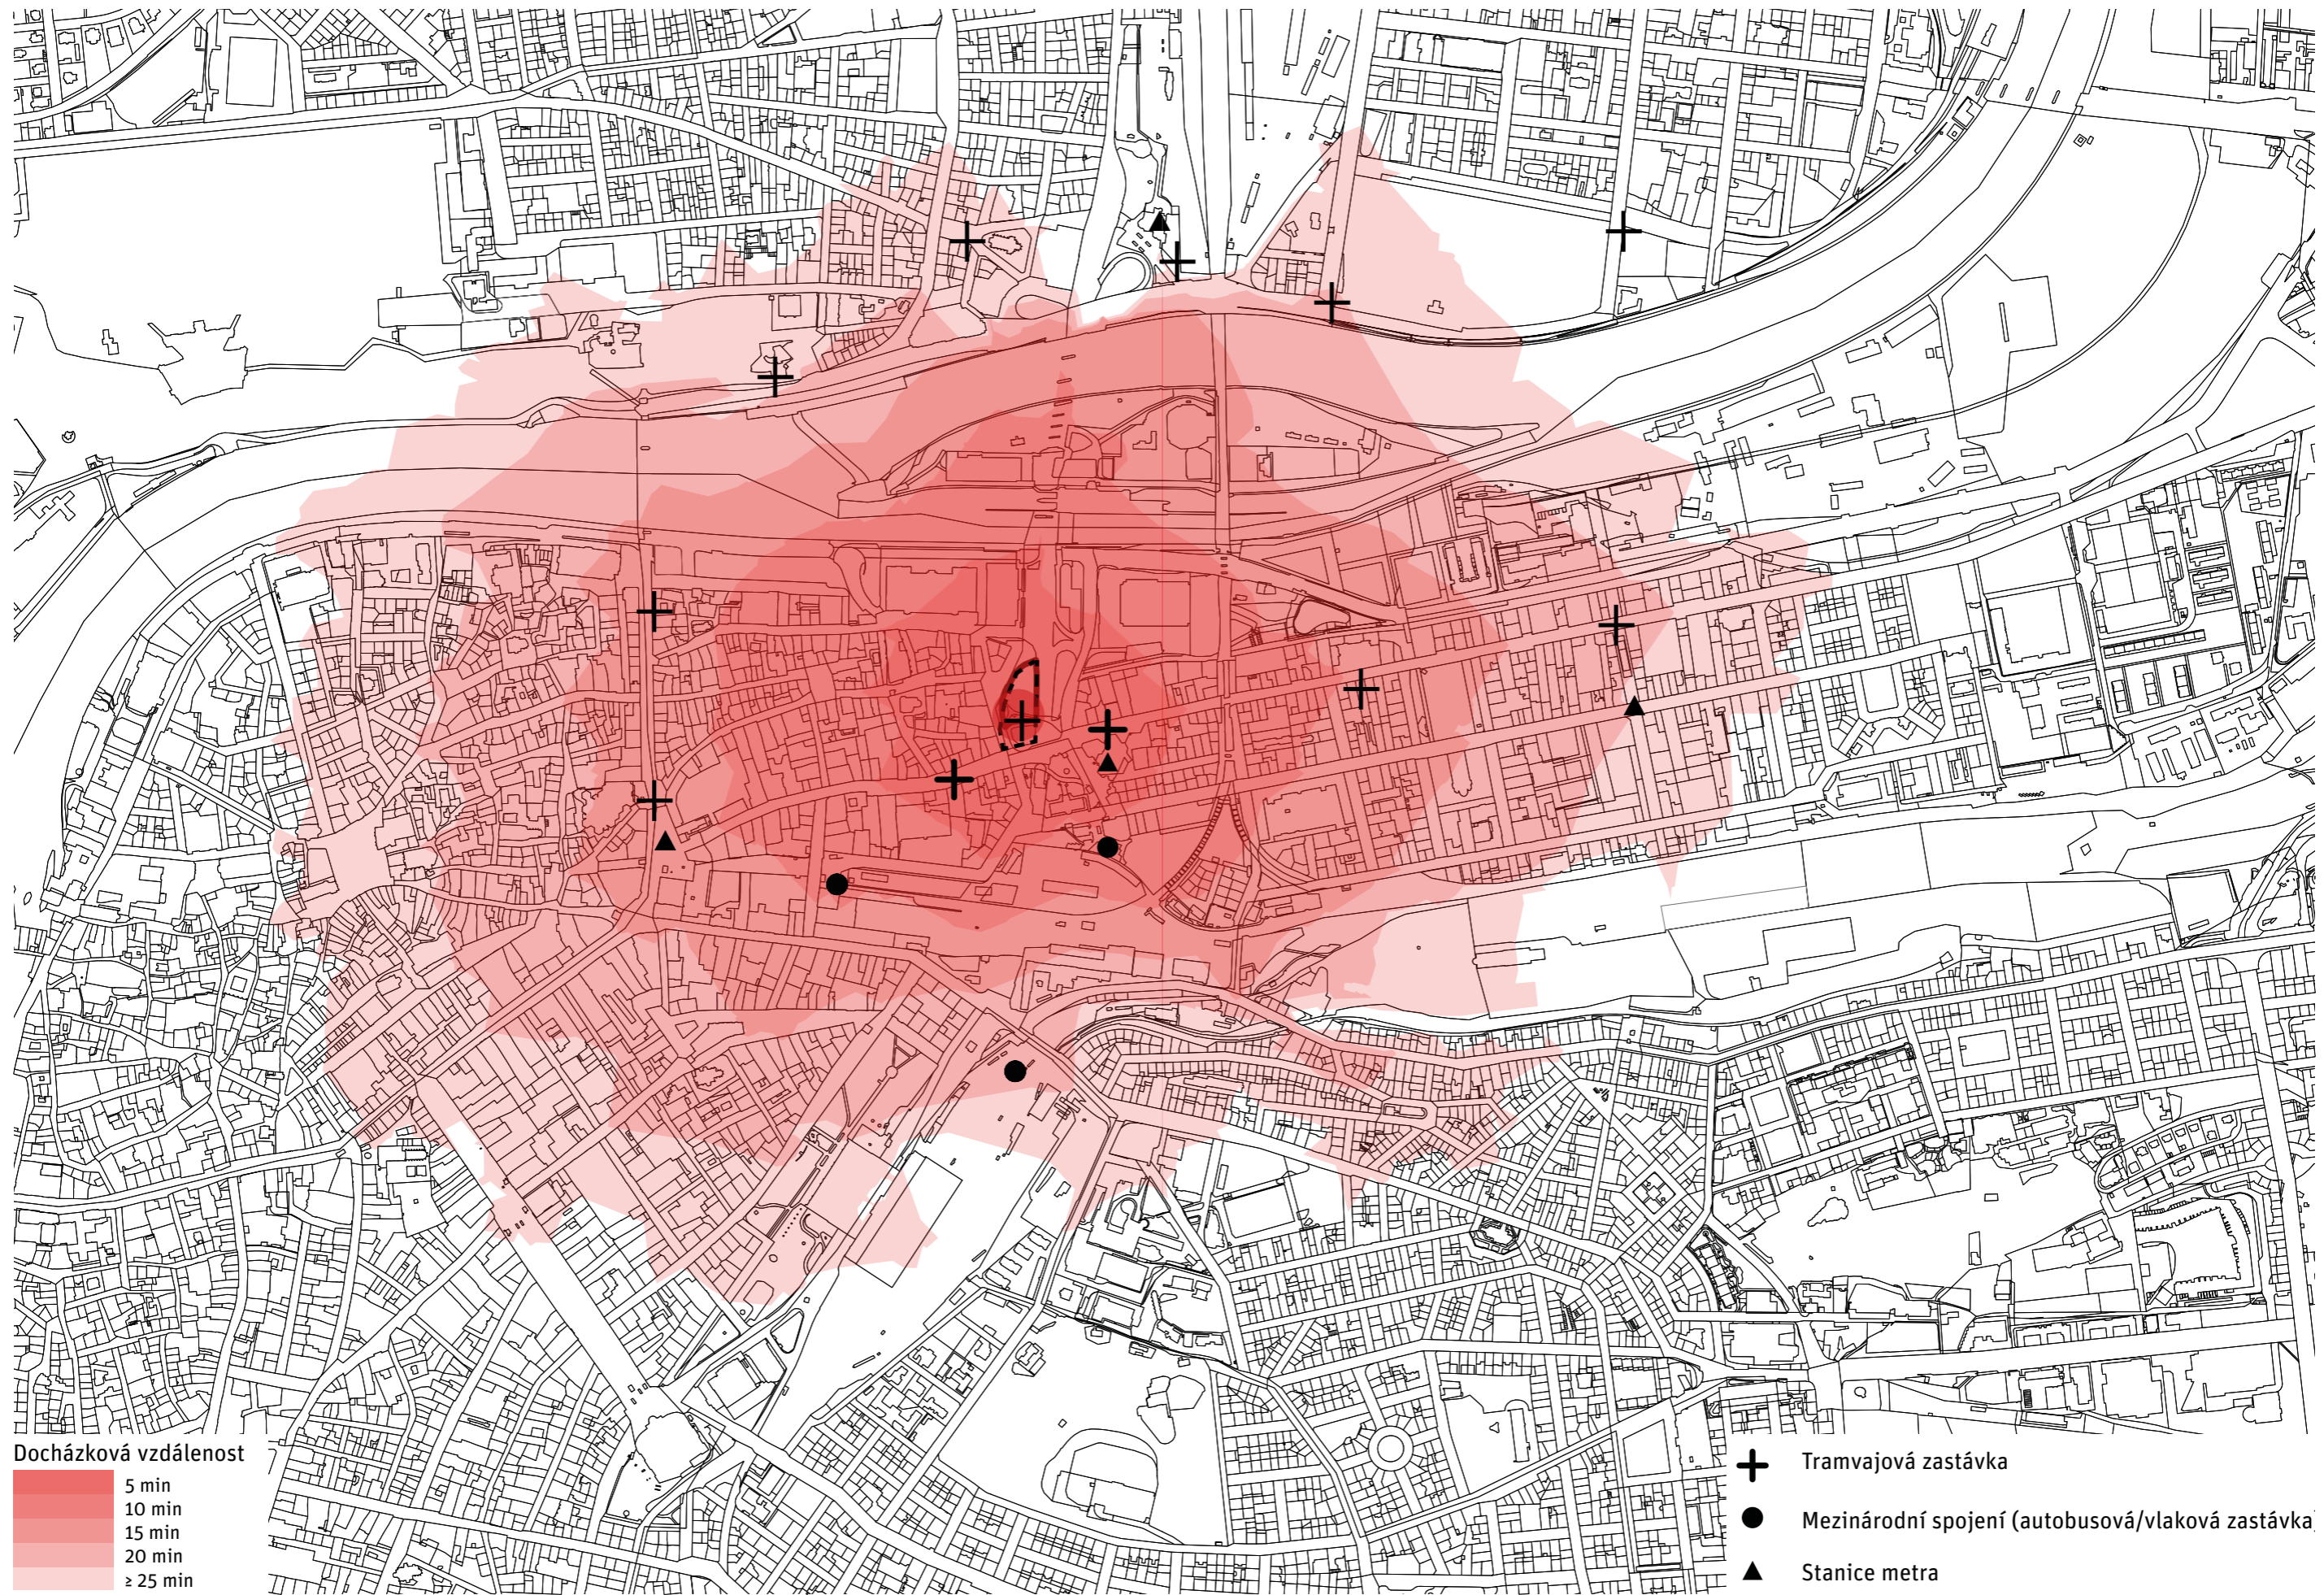 Docházková vzdálenost
5 min
10 min
15 min
20 min
≥ 25 min
Tramvajová zastávka
Mezinárodní spojení (autobusová/vlaková zastávka)
Stanice metra